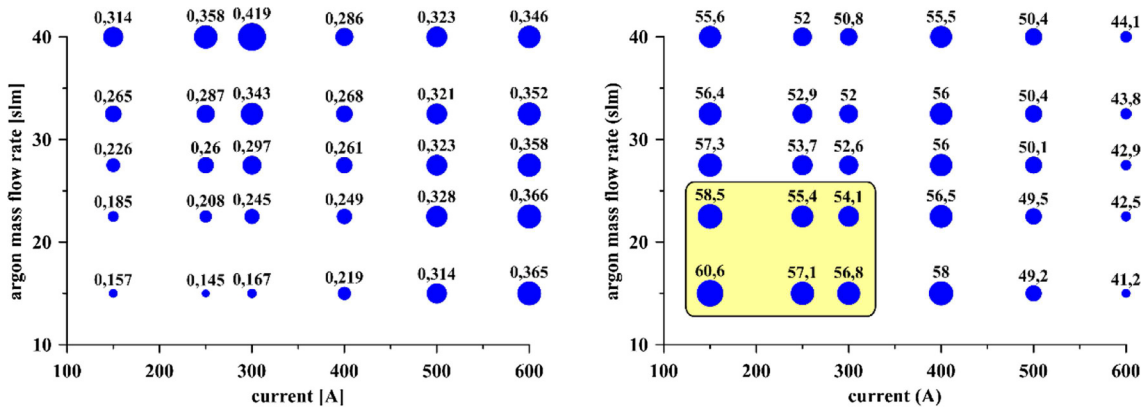 0,314 0,358 0,419 0,286 0,323 0,346
40
0,265 0,287 0,343 0,268 0,321 0,352
30
0,226 0,26 0,297 0,261 0,323 0,358
0,185 0,208 0,245 0,249 0,328 0,366
20
0,157 0,145 0,167 0,219 0,314 0,365
10
100 200 300 400 500 600
argon mass flow rate [slm]
current [A]
55,6 52 50,8 55,5 50,4 44,1
40
56,4 52,9 52 56 50,4 43,8
30
57,3 53,7 52,6 56 50,1 42,9
58,5 55,4 54,1 56,5 49,5 42,5
20
60,6 57,1 56,8 58 49,2 41,2
10
100 200 300 400 500 600
argon mass flow rate (slm)
current (A)